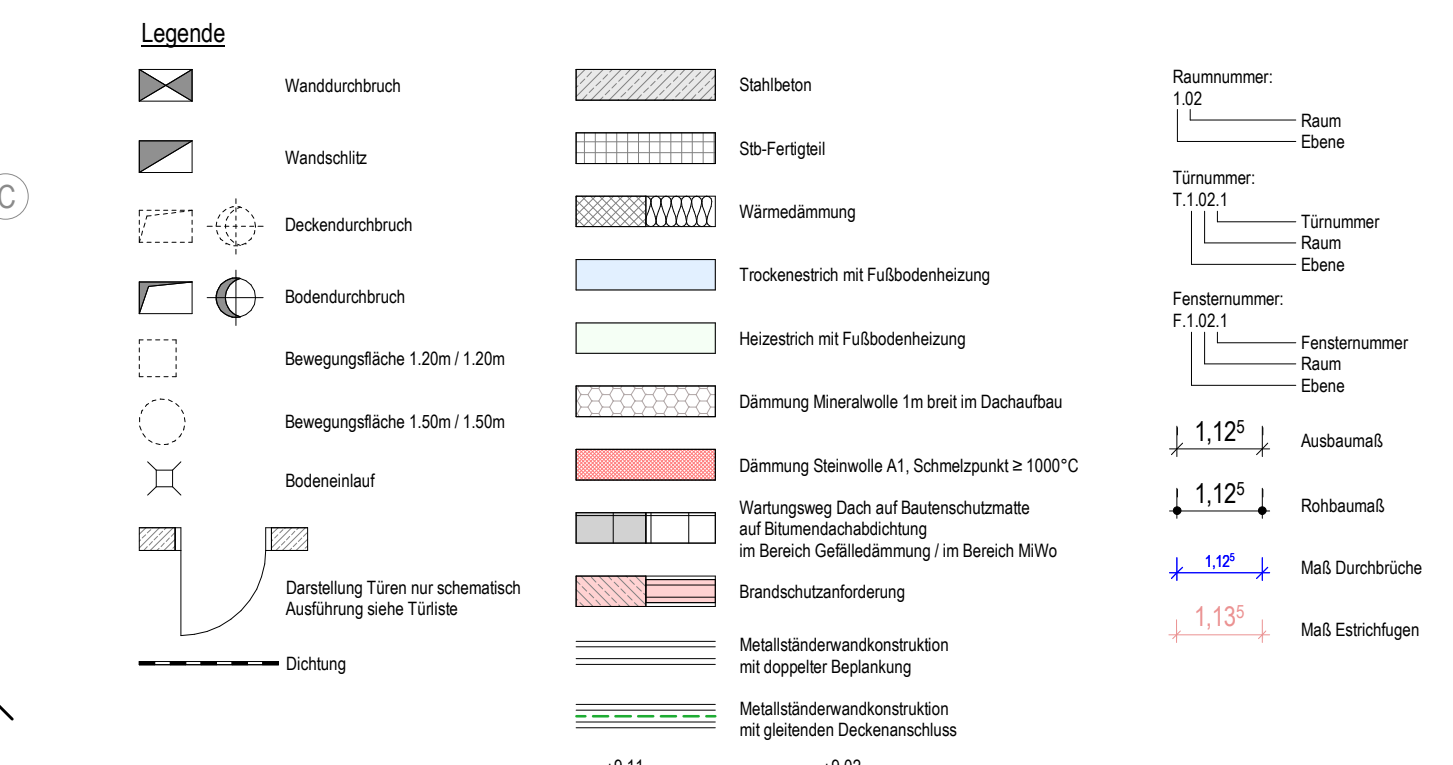 Legende
C
Wanddurchbruch
Wandschlitz
Deckendurchbruch
Bodendurchbruch
Bewegungsfläche 1.20m / 1.20m
Bewegungsfläche 1.50m / 1.50m
Bodeneinlauf
Darstellung Türen nur schematisch
Ausführung siehe Türliste
Dichtung
Stahlbeton
Stb-Fertigteil
Wärmedämmung
Trockenestrich mit Fußbodenheizung
Heizestrich mit Fußbodenheizung
Dämmung Mineralwolle 1m breit im Dachaufbau
Dämmung Steinwolle A1, Schmelzpunkt ≥ 1000°C
Wartungsweg Dach auf Bautenschutzmatte
auf Bitumendachabdichtung
im Bereich Gefälledämmung / im Bereich MiWo
Brandschutzanforderung
Metallständerwandkonstruktion
mit doppelter Beplankung
Metallständerwandkonstruktion
mit gleitenden Deckenanschluss
Raumnummer:
1.02
Raum
Ebene
Türnummer:
T.1.02.1
Türnummer
Raum
Ebene
Fensternummer:
F.1.02.1
Fensternummer
Raum
Ebene
1,12⁵
Ausbaumaß
1,12⁵
Rohbaumaß
1,12⁵
Maß Durchbrüche
1,13⁵
Maß Estrichfugen